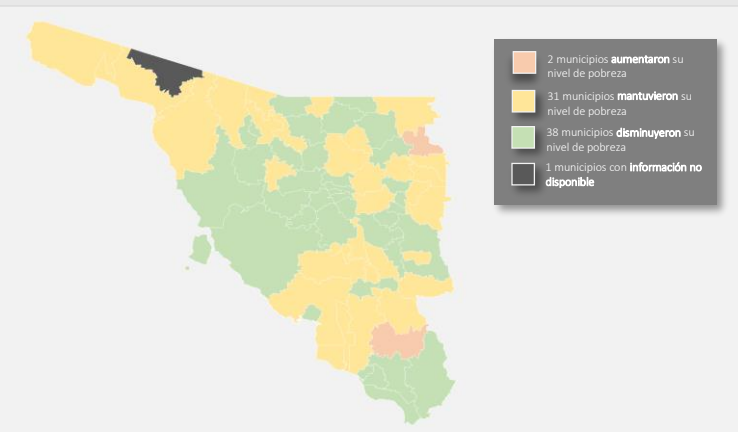 2 municipios aumentaron su
nivel de pobreza
31 municipios mantuvieron su
nivel de pobreza
38 municipios disminuyeron su
nivel de pobreza
1 municipios con información no
disponible